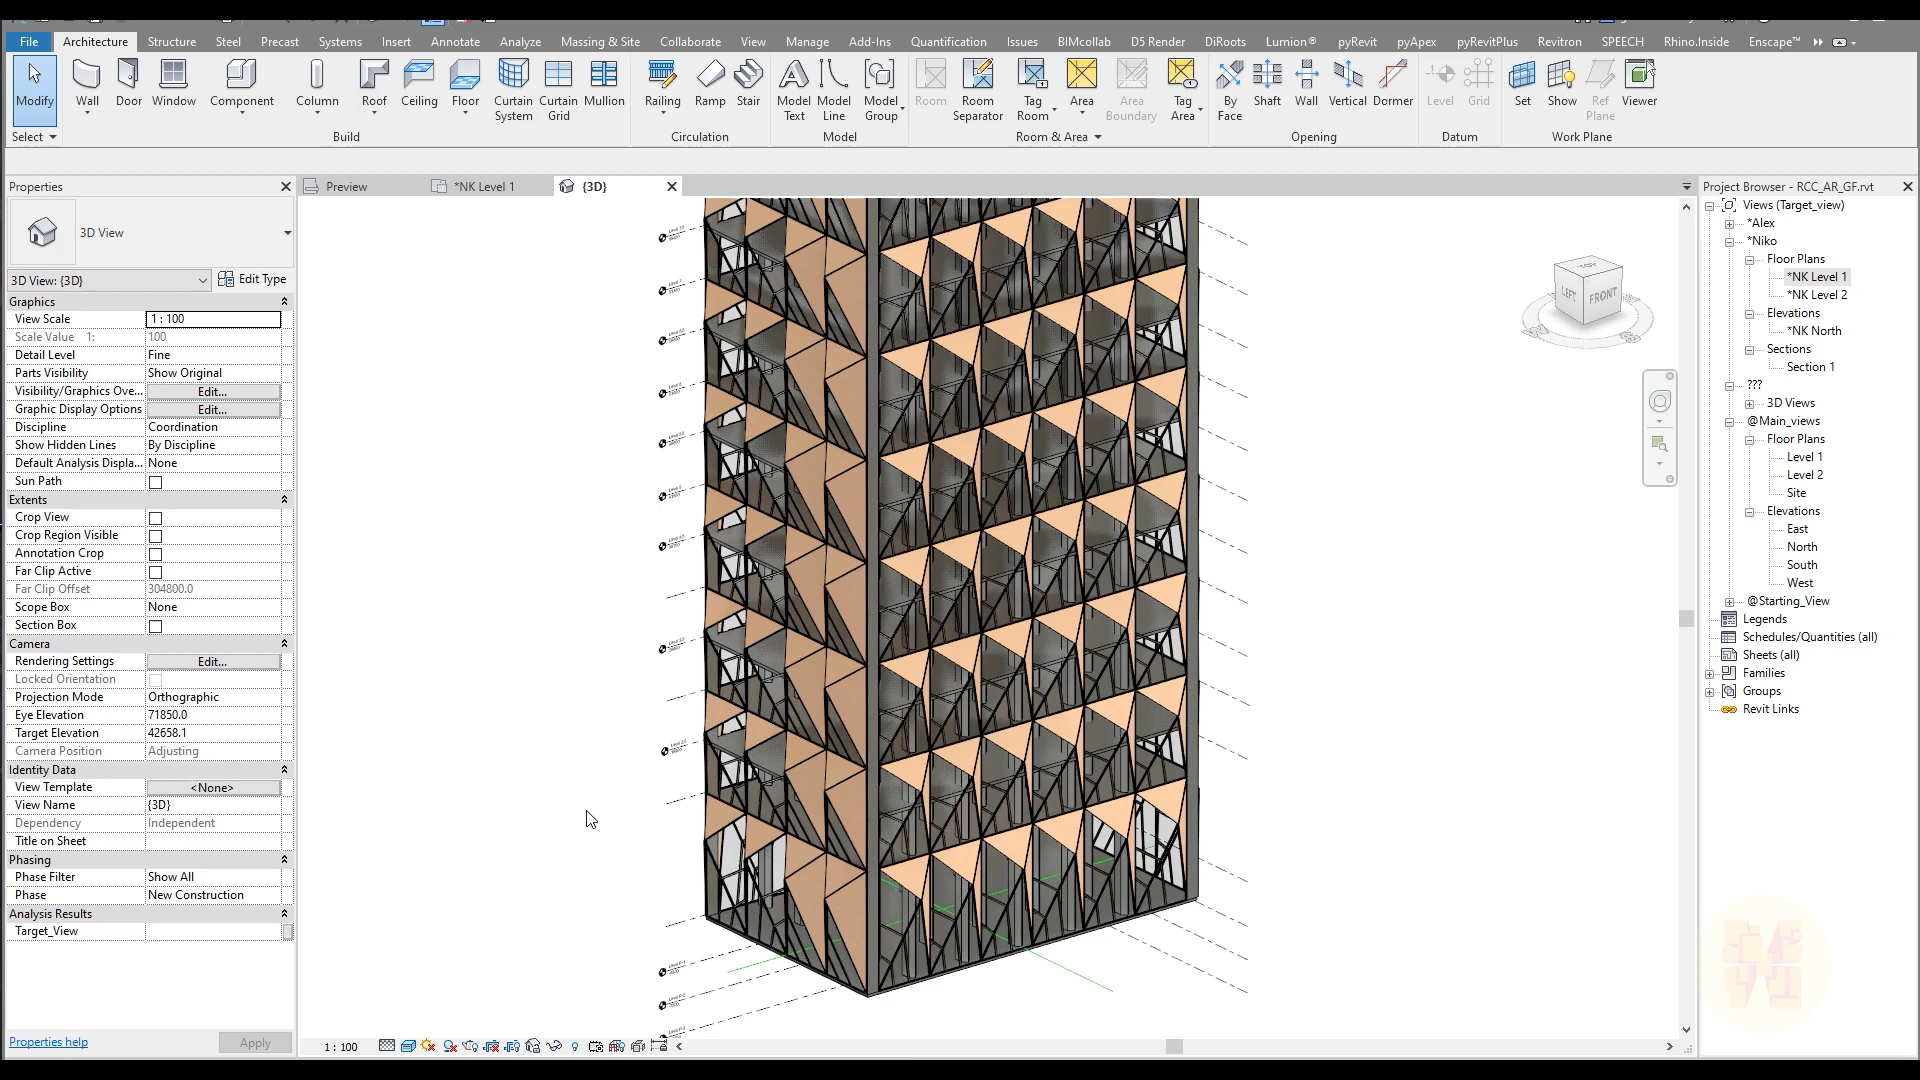 File Architecture Structure Steel Precast Systems Insert Annotate Analyze Massing & Site Collaborate View Manage Add-Ins Quantification Issues BIMcollab D5 Render DiRoots Lumion® pyRevit pyApex pyRevitPlus Revitron SPEECH Rhino.Inside Enscape™
Modify Wall Door Window Component Column Roof Ceiling Floor Curtain System Curtain Grid Mullion Railing Ramp Stair Model Text Model Line Model Group Room Room Separator Tag Room Area Area Boundary Tag Area By Face Shaft Wall Vertical Dormer Level Grid Set Show Ref Plane Viewer
Select Build Circulation Model Room & Area Opening Datum Work Plane
Properties
3D View
3D View: {3D} Edit Type
Graphics
View Scale 1 : 100
Scale Value 1: 100
Detail Level Fine
Parts Visibility Show Original
Visibility/Graphics Ove... Edit...
Graphic Display Options Edit...
Discipline Coordination
Show Hidden Lines By Discipline
Default Analysis Displa... None
Sun Path
Extents
Crop View
Crop Region Visible
Annotation Crop
Far Clip Active
Far Clip Offset 304800.0
Scope Box None
Section Box
Camera
Rendering Settings Edit...
Locked Orientation
Projection Mode Orthographic
Eye Elevation 71850.0
Target Elevation 42658.1
Camera Position Adjusting
Identity Data
View Template <None>
View Name {3D}
Dependency Independent
Title on Sheet
Phasing
Phase Filter Show All
Phase New Construction
Analysis Results
Target_View
Properties help Apply
Preview *NK Level 1 {3D}
LEFT FRONT
1 : 100
Project Browser - RCC_AR_GF.rvt
Views (Target_view)
*Alex
*Niko
Floor Plans
*NK Level 1
*NK Level 2
Elevations
*NK North
Sections
Section 1
???
3D Views
@Main_views
Floor Plans
Level 1
Level 2
Site
Elevations
East
North
South
West
@Starting_View
Legends
Schedules/Quantities (all)
Sheets (all)
Families
Groups
Revit Links